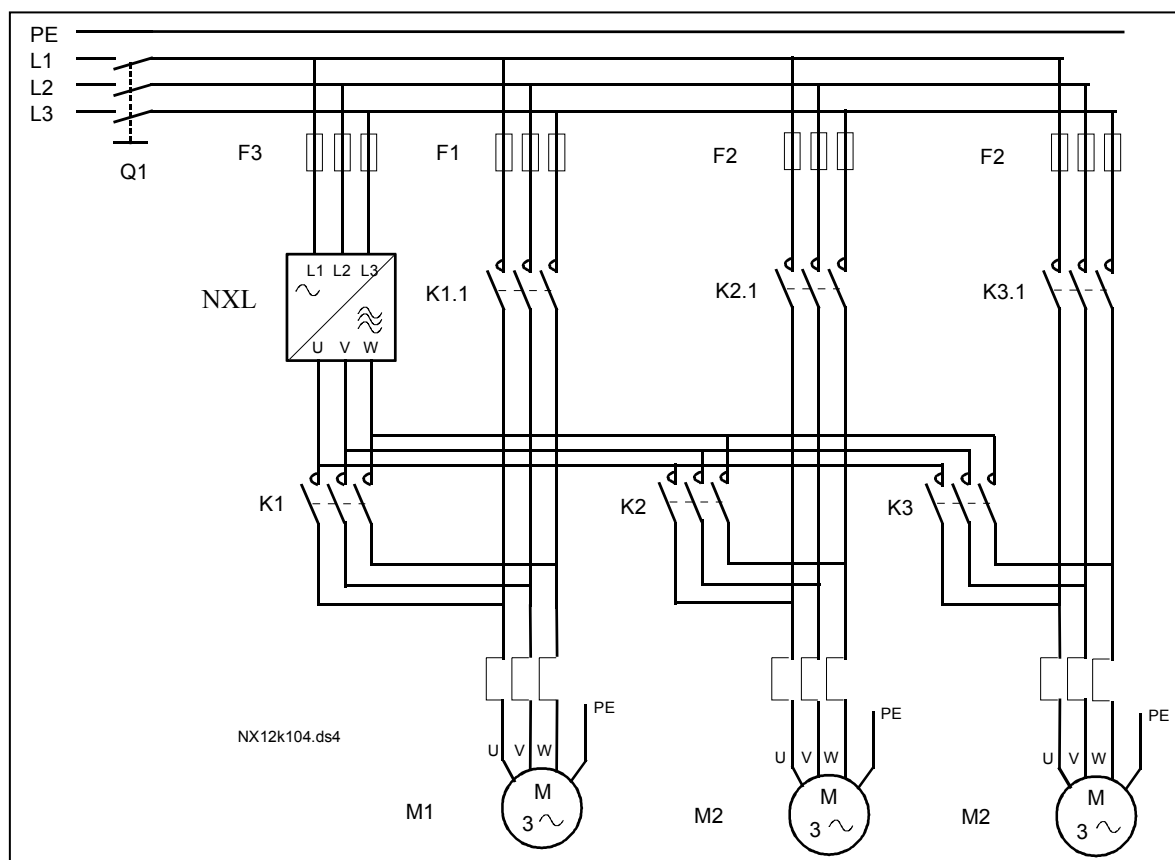 PE
L1
L2
L3
Q1
F3
F1
F2
F2
L1 L2 L3
NXL
U V W
K1.1
K2.1
K3.1
K1
K2
K3
NX12k104.ds4
PE
PE
PE
U V W
U V W
U V W
M1
M
3
M2
M
3
M2
M
3